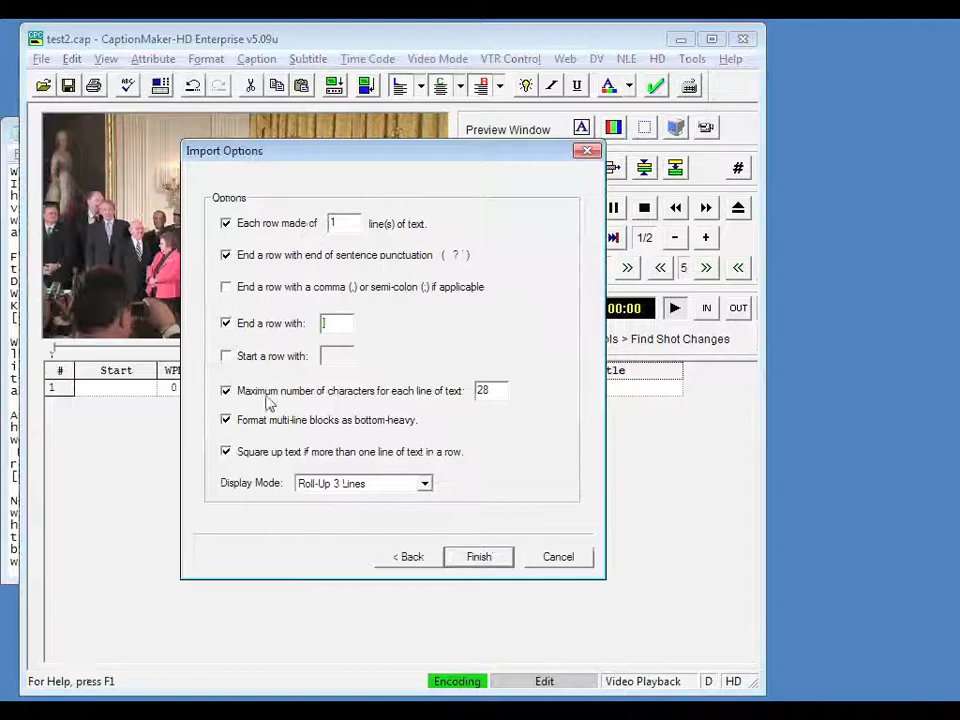 CPC test2.cap - CaptionMaker-HD Enterprise v5.09u
File Edit View Attribute Format Caption Subtitle Time Code Video Mode VTR Control Web DV NLE HD Tools Help
ABC A U
Preview Window A
Import Options
#
Options
Each row made of 1 line(s) of text.
1/2 - +
End a row with end of sentence punctuation
5
End a row with a comma (,) or semi-colon (;) if applicable
:00:00 IN OUT
End a row with: ]
> Find Shot Changes
Start a row with:
# Start
1 0
Maximum number of characters for each line of text: 28
Format multi-line blocks as bottom-heavy.
Square up text if more than one line of text in a row.
Display Mode: Roll-Up 3 Lines
< Back Finish Cancel
For Help, press F1 Encoding Edit Video Playback D HD